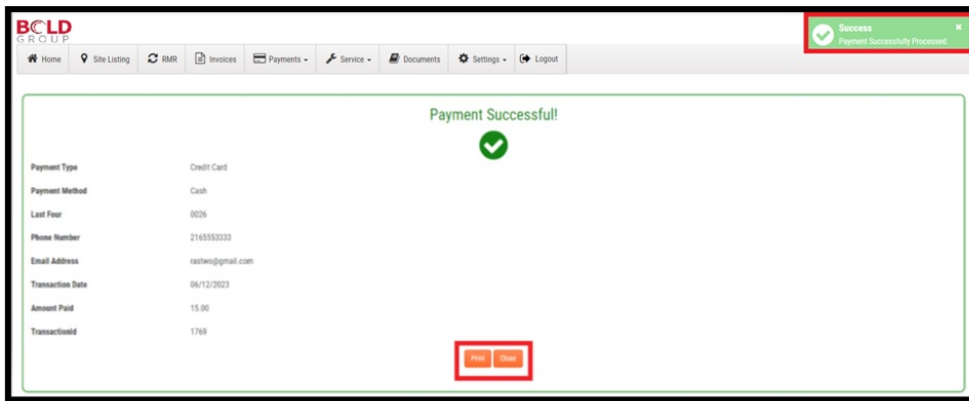 BOLD
GROUP
Success ×
Payment Successfully Processed.
Home Site Listing RMR Invoices Payments Service Documents Settings Logout
Payment Successful!
Payment Type Credit Card
Payment Method Cash
Last Four 0026
Phone Number 2165553333
Email Address rastwo@gmail.com
Transaction Date 06/12/2023
Amount Paid 15.00
TransactionId 1769
Print Close